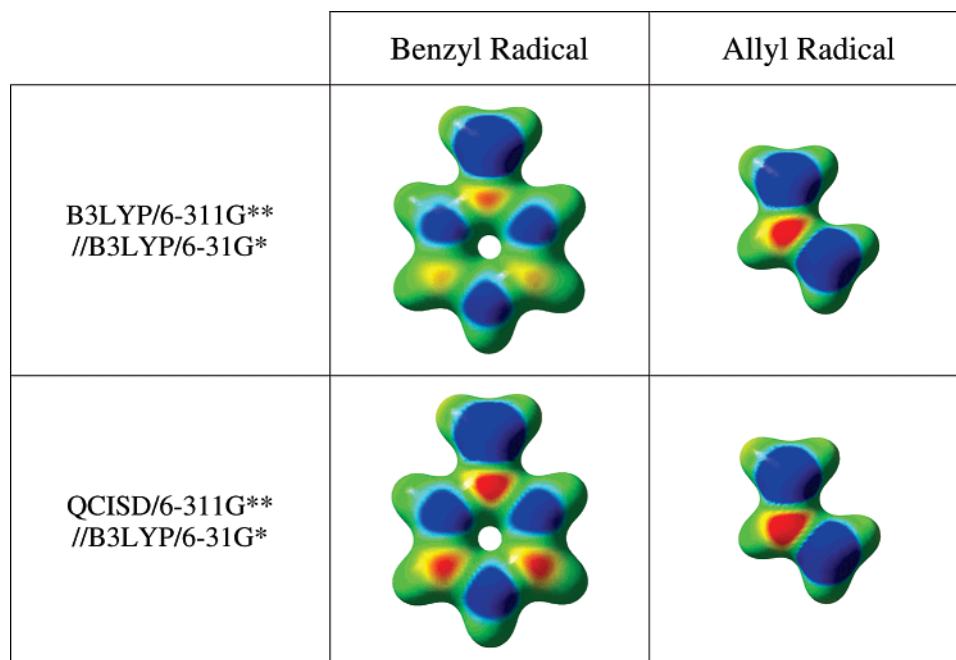 Benzyl Radical
Allyl Radical
B3LYP/6-311G**
//B3LYP/6-31G*
QCISD/6-311G**
//B3LYP/6-31G*